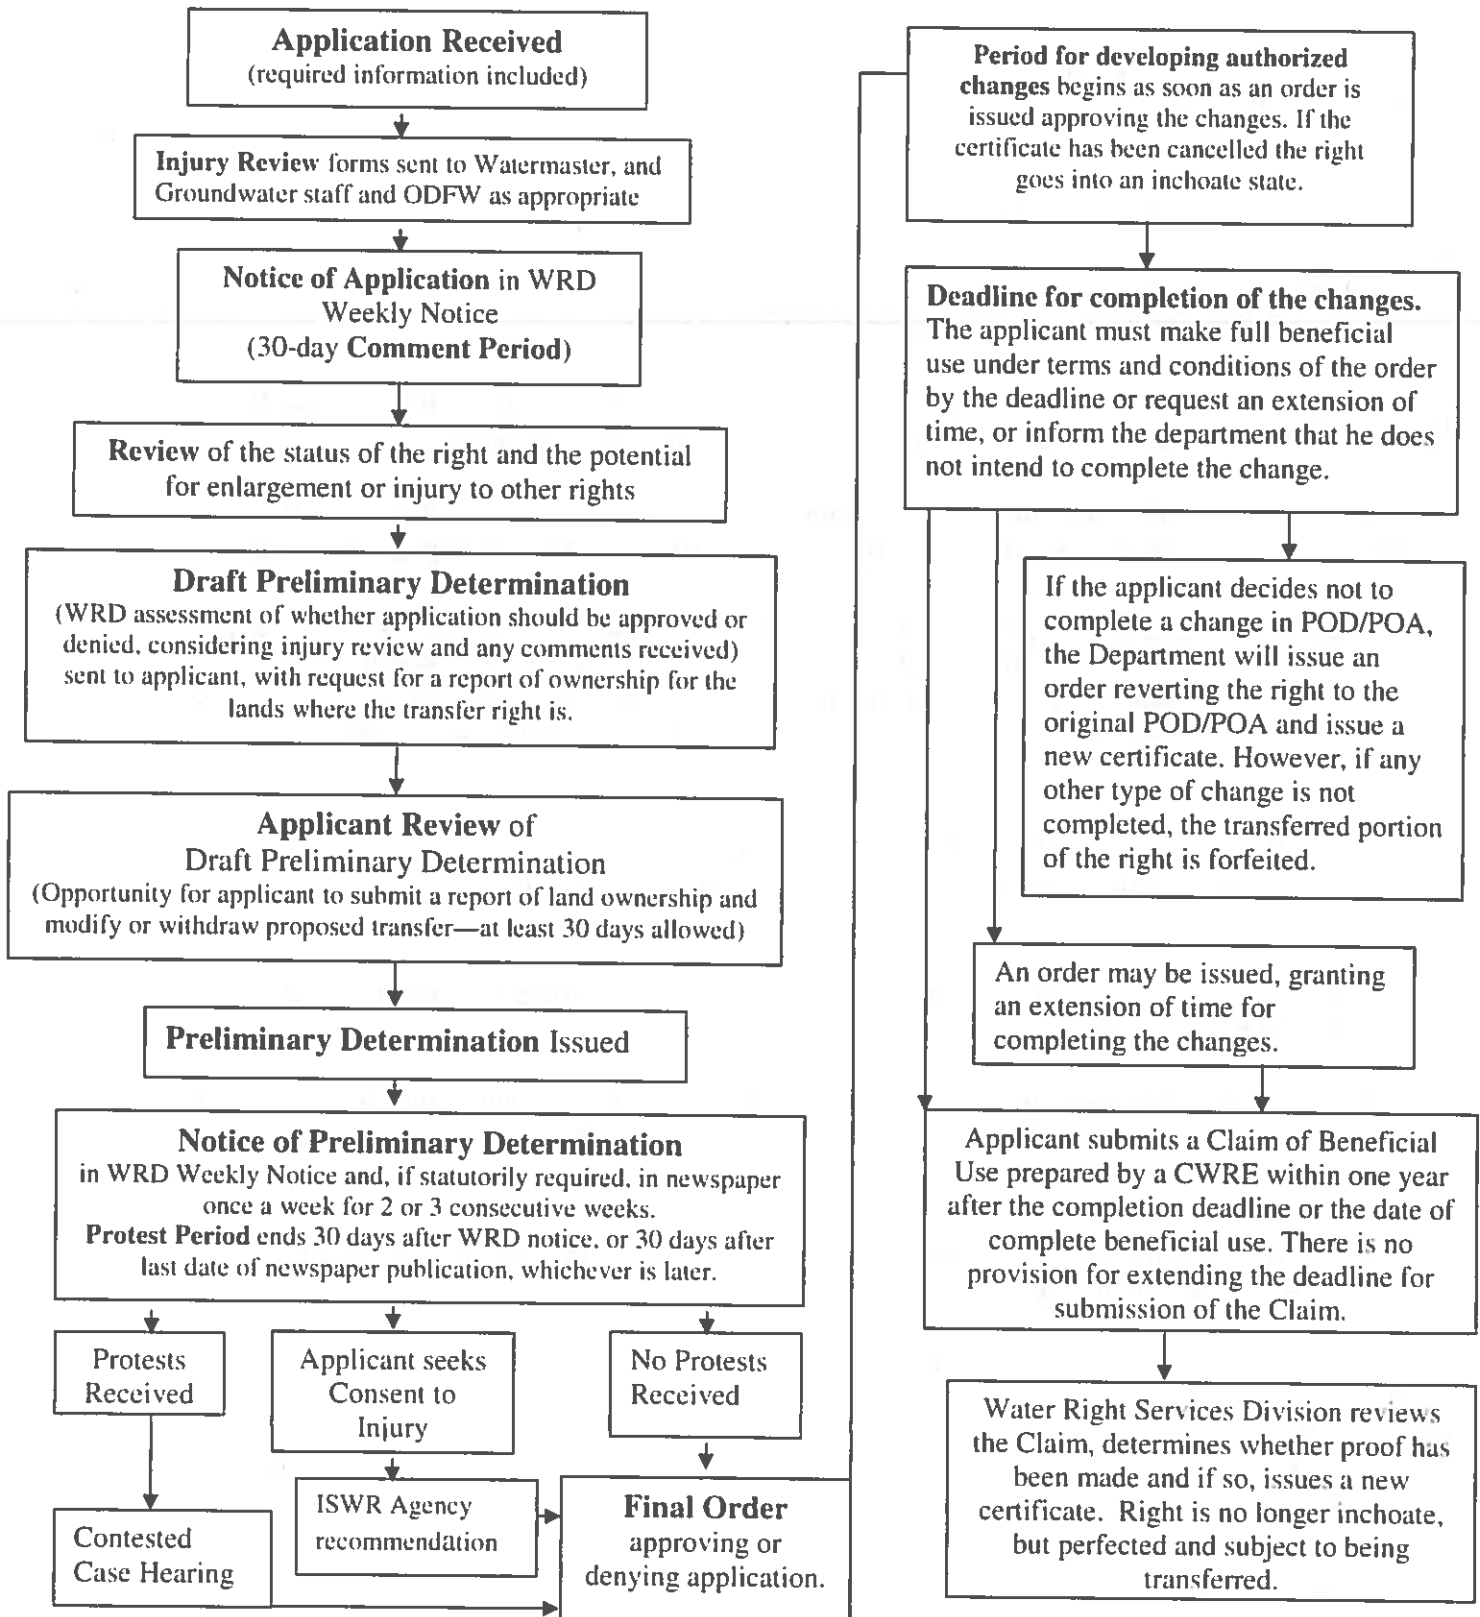 Application Received
(required information included)
Injury Review forms sent to Watermaster, and
Groundwater staff and ODFW as appropriate
Notice of Application in WRD
Weekly Notice
(30-day Comment Period)
Review of the status of the right and the potential
for enlargement or injury to other rights
Draft Preliminary Determination
(WRD assessment of whether application should be approved or
denied, considering injury review and any comments received)
sent to applicant, with request for a report of ownership for the
lands where the transfer right is.
Applicant Review of
Draft Preliminary Determination
(Opportunity for applicant to submit a report of land ownership and
modify or withdraw proposed transfer—at least 30 days allowed)
Preliminary Determination Issued
Notice of Preliminary Determination
in WRD Weekly Notice and, if statutorily required, in newspaper
once a week for 2 or 3 consecutive weeks.
Protest Period ends 30 days after WRD notice, or 30 days after
last date of newspaper publication, whichever is later.
Protests
Received
Applicant seeks
Consent to
Injury
No Protests
Received
Contested
Case Hearing
ISWR Agency
recommendation
Final Order
approving or
denying application.
Period for developing authorized
changes begins as soon as an order is
issued approving the changes. If the
certificate has been cancelled the right
goes into an inchoate state.
Deadline for completion of the changes.
The applicant must make full beneficial
use under terms and conditions of the order
by the deadline or request an extension of
time, or inform the department that he does
not intend to complete the change.
If the applicant decides not to
complete a change in POD/POA,
the Department will issue an
order reverting the right to the
original POD/POA and issue a
new certificate. However, if any
other type of change is not
completed, the transferred portion
of the right is forfeited.
An order may be issued, granting
an extension of time for
completing the changes.
Applicant submits a Claim of Beneficial
Use prepared by a CWRE within one year
after the completion deadline or the date of
complete beneficial use. There is no
provision for extending the deadline for
submission of the Claim.
Water Right Services Division reviews
the Claim, determines whether proof has
been made and if so, issues a new
certificate. Right is no longer inchoate,
but perfected and subject to being
transferred.